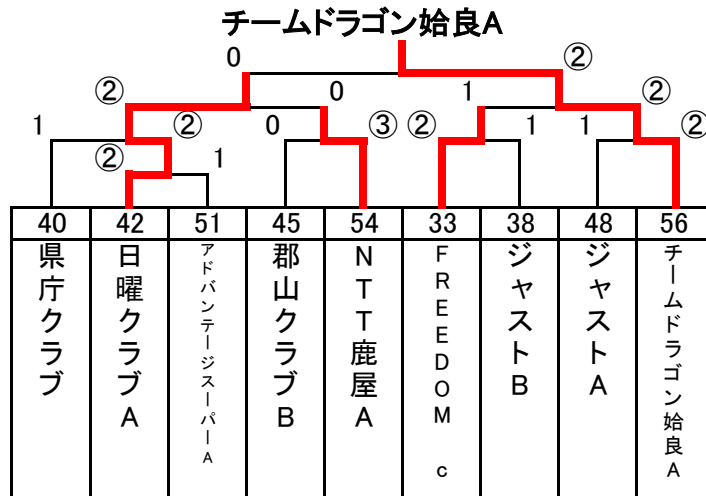 チームドラゴン姶良A
0 ②
② 0 1 ②
1 ② 0 ③ ② 1 1 ②
② 1
40 42 51 45 54 33 38 48 56
県庁クラブ
日曜クラブA
アドバンテージスーパーA
郡山クラブB
NTT鹿屋A
FREEDOM c
ジャストB
ジャストA
チームドラゴン姶良A